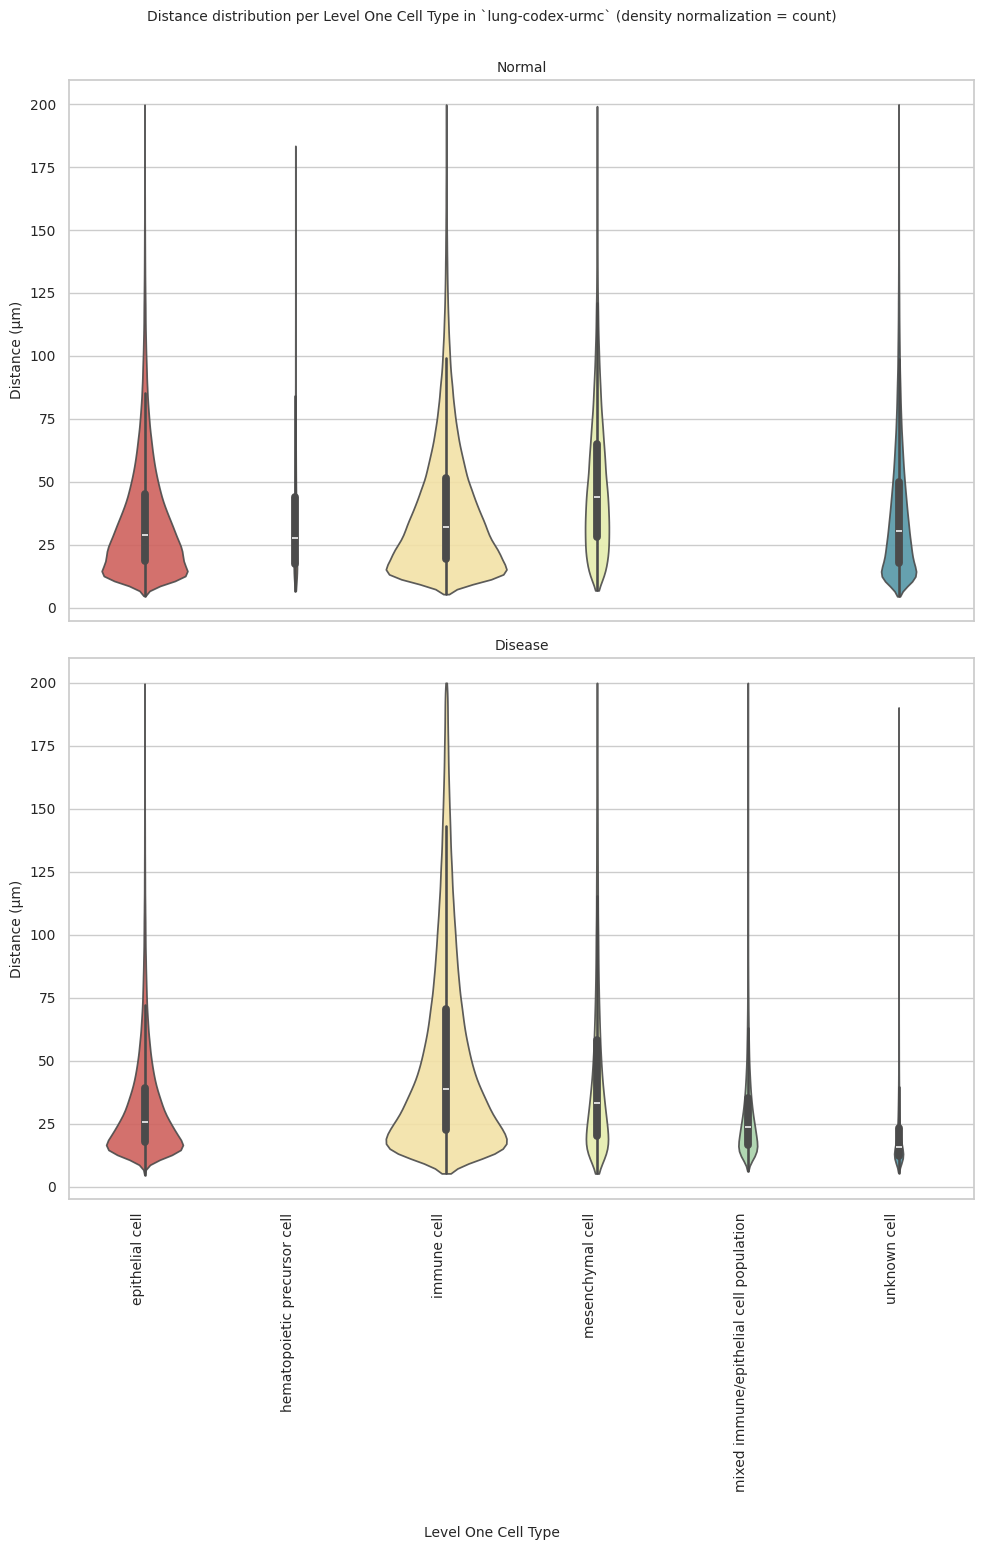 Distance distribution per Level One Cell Type in `lung-codex-urmc` (density normalization = count)
Normal
Distance (μm)
200
175
150
125
100
75
50
25
0
Disease
Distance (μm)
200
175
150
125
100
75
50
25
0
epithelial cell
hematopoietic precursor cell
immune cell
mesenchymal cell
mixed immune/epithelial cell population
unknown cell
Level One Cell Type